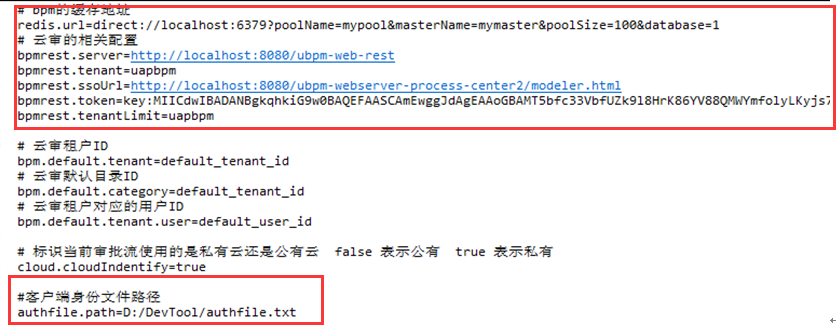 # bpm的缓存地址
redis.url=direct://localhost:6379?poolName=mypool&masterName=mymaster&poolSize=100&database=1
# 云审的相关配置
bpmrest.server=http://localhost:8080/ubpm-web-rest
bpmrest.tenant=uapbpm
bpmrest.ssoUrl=http://localhost:8080/ubpm-webserver-process-center2/modeler.html
bpmrest.token=key:MIICdwIBADANBgkqhkiG9w0BAQEFAASCAmEwggJdAgEAAoGBAMT5bfc33VbfUZk9l8HrK86YV88QMWYmfolyLKyjs7
bpmrest.tenantLimit=uapbpm
# 云审租户ID
bpm.default.tenant=default_tenant_id
# 云审默认目录ID
bpm.default.category=default_tenant_id
# 云审租户对应的用户ID
bpm.default.tenant.user=default_user_id
# 标识当前审批流使用的是私有云还是公有云 false 表示公有 true 表示私有
cloud.cloudIndentify=true
#客户端身份文件路径
authfile.path=D:/DevTool/authfile.txt